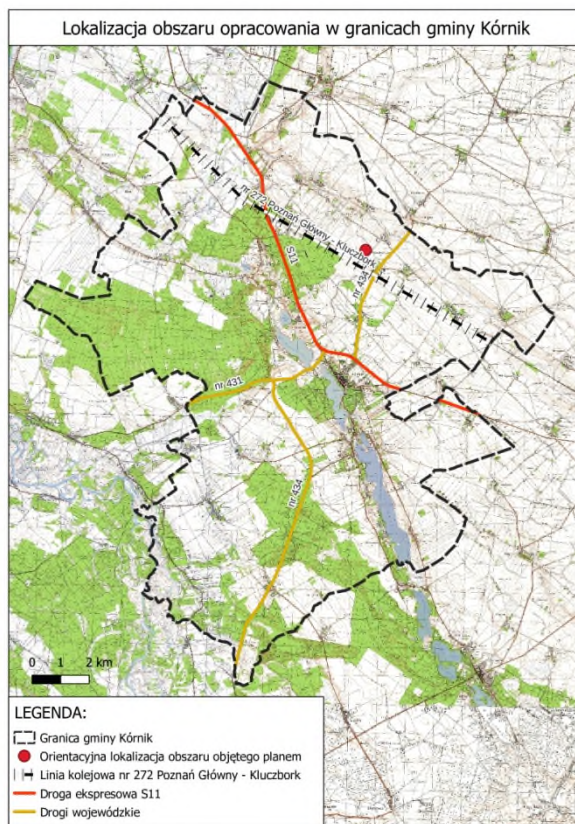 Lokalizacja obszaru opracowania w granicach gminy Kórnik
nr 272 Poznań Główny - Kluczbork
S11
nr 434
nr 431
nr 434
0 1 2 km
LEGENDA:
Granica gminy Kórnik
Orientacyjna lokalizacja obszaru objętego planem
Linia kolejowa nr 272 Poznań Główny - Kluczbork
Droga ekspresowa S11
Drogi wojewódzkie